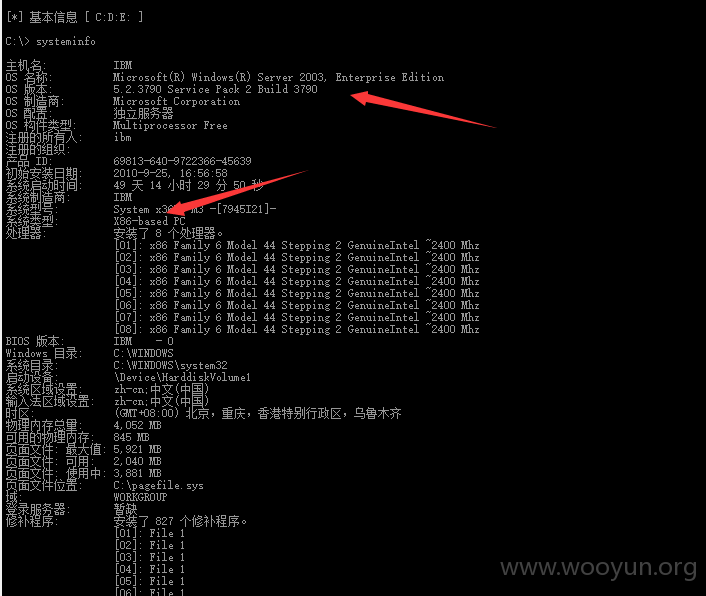 [*] 基本信息 [ C:D:E: ]
C:\> systeminfo
主机名: IBM
OS 名称: Microsoft(R) Windows(R) Server 2003, Enterprise Edition
OS 版本: 5.2.3790 Service Pack 2 Build 3790
OS 制造商: Microsoft Corporation
OS 配置: 独立服务器
OS 构件类型: Multiprocessor Free
注册的所有人: ibm
注册的组织:
产品 ID: 69813-640-9722366-45639
初始安装日期: 2010-9-25, 16:56:58
系统启动时间: 49 天 14 小时 29 分 50 秒
系统制造商: IBM
系统型号: System -[7945I21]-
系统类型: X86-based PC
处理器: 安装了 8 个处理器。
[01]: x86 Family 6 Model 44 Stepping 2 GenuineIntel ~2400 Mhz
[02]: x86 Family 6 Model 44 Stepping 2 GenuineIntel ~2400 Mhz
[03]: x86 Family 6 Model 44 Stepping 2 GenuineIntel ~2400 Mhz
[04]: x86 Family 6 Model 44 Stepping 2 GenuineIntel ~2400 Mhz
[05]: x86 Family 6 Model 44 Stepping 2 GenuineIntel ~2400 Mhz
[06]: x86 Family 6 Model 44 Stepping 2 GenuineIntel ~2400 Mhz
[07]: x86 Family 6 Model 44 Stepping 2 GenuineIntel ~2400 Mhz
[08]: x86 Family 6 Model 44 Stepping 2 GenuineIntel ~2400 Mhz
BIOS 版本: IBM - 0
Windows 目录: C:\WINDOWS
系统目录: C:\WINDOWS\system32
启动设备: \Device\HarddiskVolume1
系统区域设置: zh-cn;中文(中国)
输入法区域设置: zh-cn;中文(中国)
时区: (GMT+08:00) 北京，重庆，香港特别行政区，乌鲁木齐
物理内存总量: 4,052 MB
可用的物理内存: 845 MB
页面文件: 最大值: 5,921 MB
页面文件: 可用: 2,040 MB
页面文件: 使用中: 3,881 MB
页面文件位置: C:\pagefile.sys
域: WORKGROUP
登录服务器: 暂缺
修补程序: 安装了 827 个修补程序。
[01]: File 1
[02]: File 1
[03]: File 1
[04]: File 1
[05]: File 1
[06]: File 1
www.wooyun.org